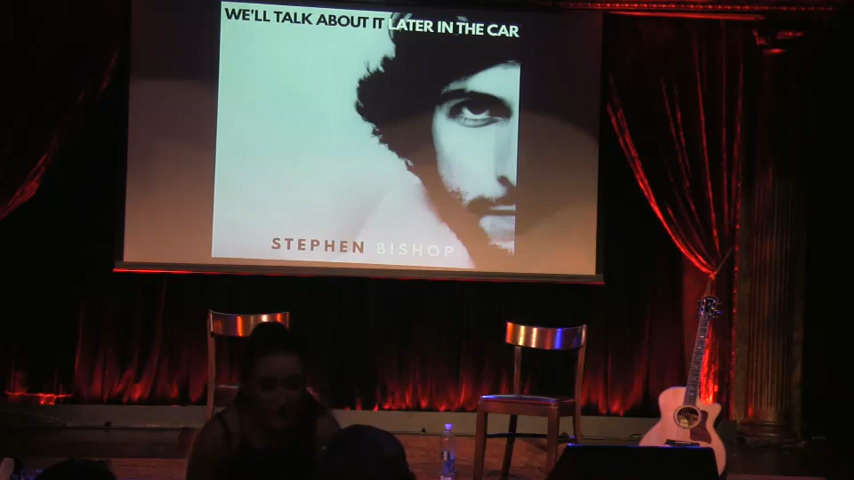 WE'LL TALK ABOUT IT LATER IN THE CAR
STEPHEN BISHOP